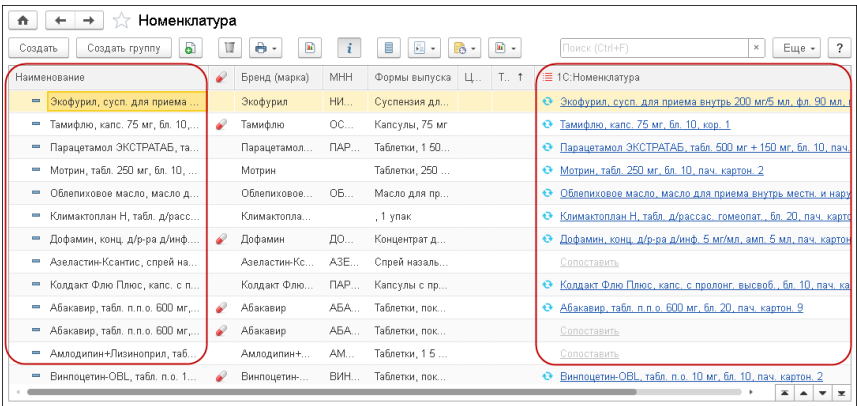 Номенклатура
Создать Создать группу Поиск (Ctrl+F) × Еще ?
Наименование Бренд (марка) МНН Формы выпуска Ц... Т.. ↑ 1С:Номенклатура
Экофурил, сусп. для приема ... Экофурил НИ... Суспензия дл... Экофурил, сусп. для приема внутрь 200 мг/5 мл, фл. 90 мл,
Тамифлю, капс. 75 мг, бл. 10,... Тамифлю ОС... Капсулы, 75 мг Тамифлю, капс. 75 мг, бл. 10, кор. 1
Парацетамол ЭКСТРАТАБ, та... Парацетамол... ПАР... Таблетки, 1 50... Парацетамол ЭКСТРАТАБ, табл. 500 мг + 150 мг, бл. 10, пач.
Мотрин, табл. 250 мг, бл. 10, ... Мотрин Таблетки, 250 ... Мотрин, табл. 250 мг, бл. 10, пач. картон. 2
Облепиховое масло, масло д... Облепиховое... ОБ... Масло для пр... Облепиховое масло, масло для приема внутрь местн. и нару
Климактоплан Н, табл. д/расс... Климактопла... , 1 упак Климактоплан Н, табл. д/рассас. гомеопат., бл. 20, пач. карто
Дофамин, конц. д/р-ра д/инф.... Дофамин ДО... Концентрат д... Дофамин, конц. д/р-ра д/инф. 5 мг/мл, амп. 5 мл, пач. картон
Азеластин-Ксантис, спрей на... Азеластин-Кс... АЗЕ... Спрей назаль... Сопоставить
Колдакт Флю Плюс, капс. с п... Колдакт Флю... ПАР... Капсулы с пр... Колдакт Флю Плюс, капс. с пролонг. высвоб., бл. 10, пач. ка
Абакавир, табл. п.п.о. 600 мг,... Абакавир АБА... Таблетки, пок... Абакавир, табл. п.п.о. 600 мг, бл. 20, пач. картон. 9
Абакавир, табл. п.п.о. 600 мг,... Абакавир АБА... Таблетки, пок... Сопоставить
Амлодипин+Лизиноприл, таб... Амлодипин+... АМ... Таблетки, 1 5 ... Сопоставить
Винпоцетин-OBL, табл. п.о. 1... Винпоцетин-... ВИН... Таблетки, пок... Винпоцетин-OBL, табл. п.о. 10 мг, бл. 10, пач. картон. 2